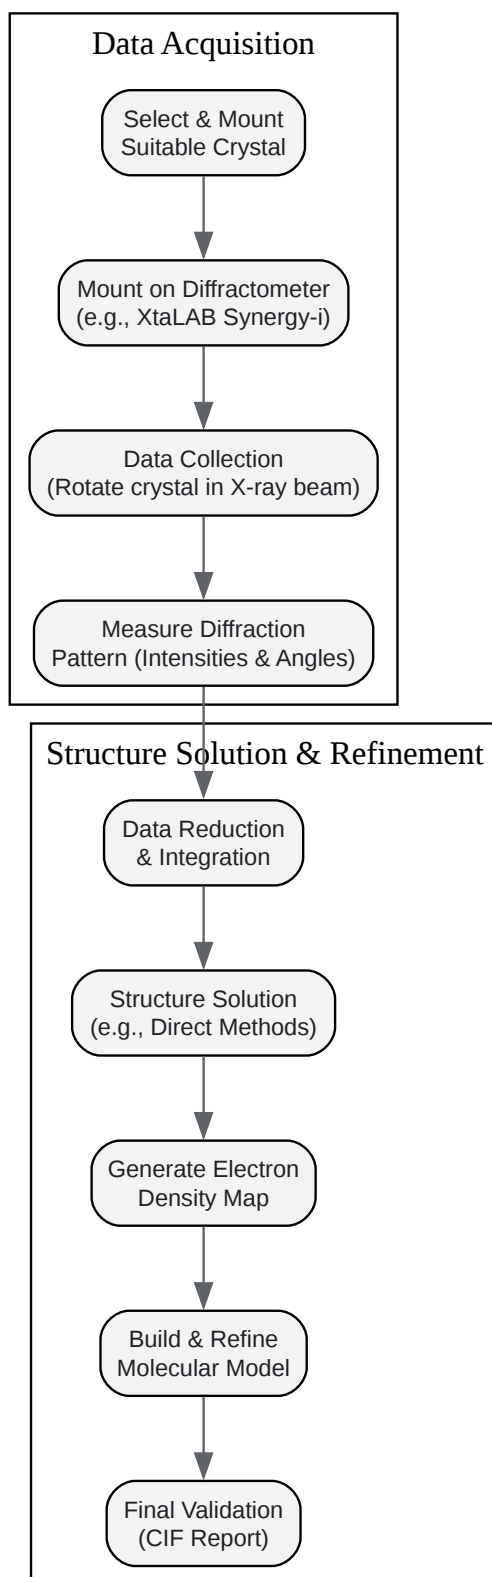 Data Acquisition
Select & Mount
Suitable Crystal
Mount on Diffractometer
(e.g., XtaLAB Synergy-i)
Data Collection
(Rotate crystal in X-ray beam)
Measure Diffraction
Pattern (Intensities & Angles)
Structure Solution & Refinement
Data Reduction
& Integration
Structure Solution
(e.g., Direct Methods)
Generate Electron
Density Map
Build & Refine
Molecular Model
Final Validation
(CIF Report)